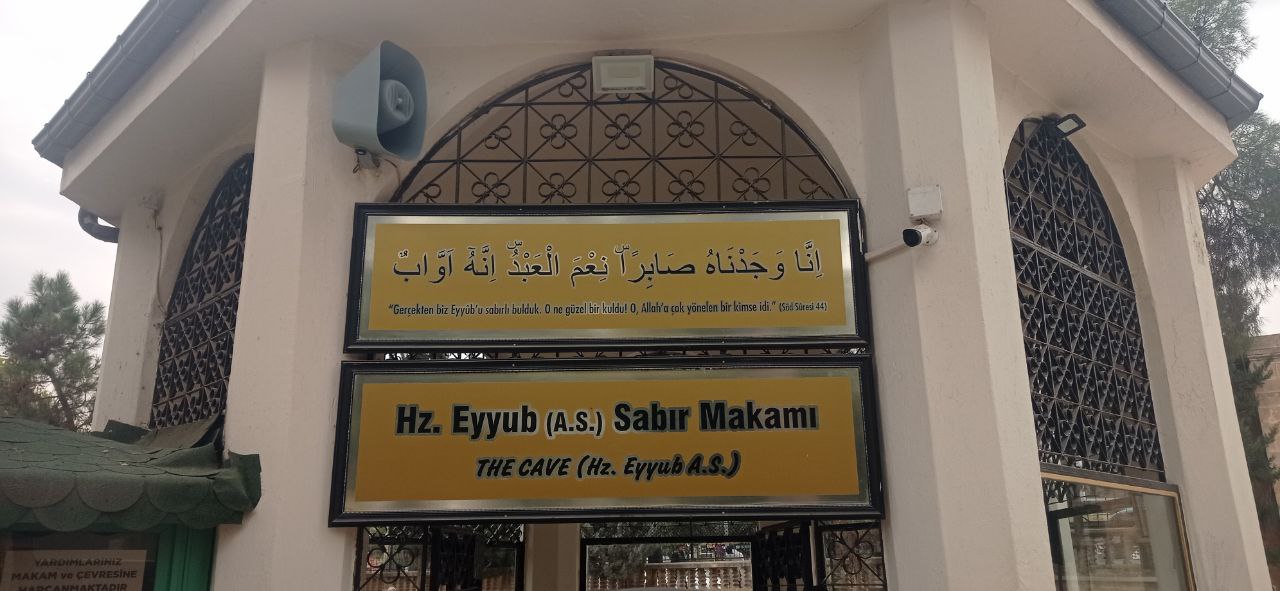 اِنَّا وَجَدْنَاهُ صَابِرًاۜ نِعْمَ الْعَبْدُۜ اِنَّهُٓ اَوَّابٌ
“Gerçekten biz Eyyûb’u sabırlı bulduk. O ne güzel bir kuldu! O, Allah’a çok yönelen bir kimse idi.” (Sâd Sûresi 44)
Hz. Eyyub (A.S.) Sabır Makamı
THE CAVE (Hz. Eyyub A.S.)
YARDIMLARINIZ
MAKAM ve ÇEVRESİNE
HARCANMAKTADIR